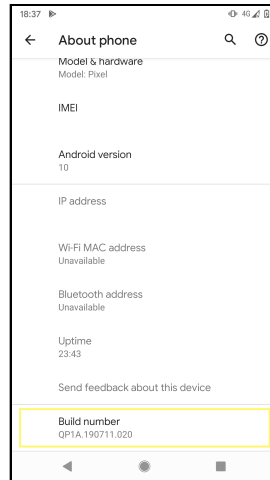 18:37 4G
About phone
Model & hardware
Model: Pixel
IMEI
Android version
10
IP address
Wi-Fi MAC address
Unavailable
Bluetooth address
Unavailable
Uptime
23:43
Send feedback about this device
Build number
QP1A.190711.020